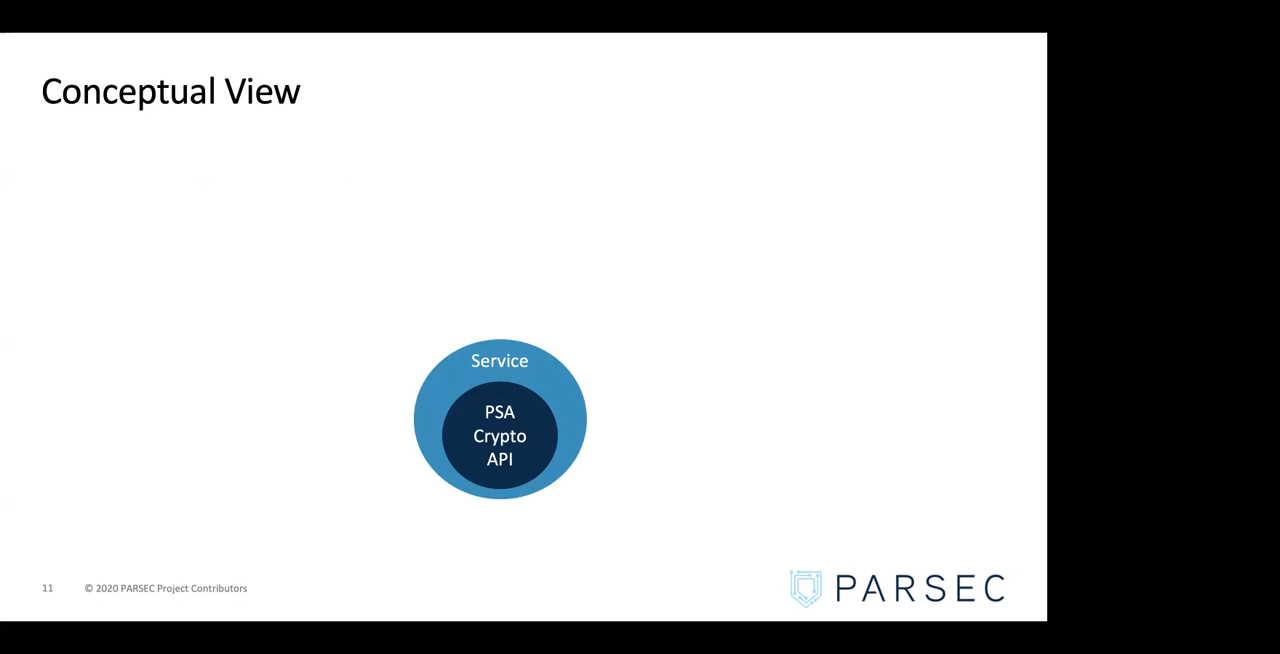 Conceptual View
Service
PSA
Crypto
API
11
© 2020 PARSEC Project Contributors
PARSEC